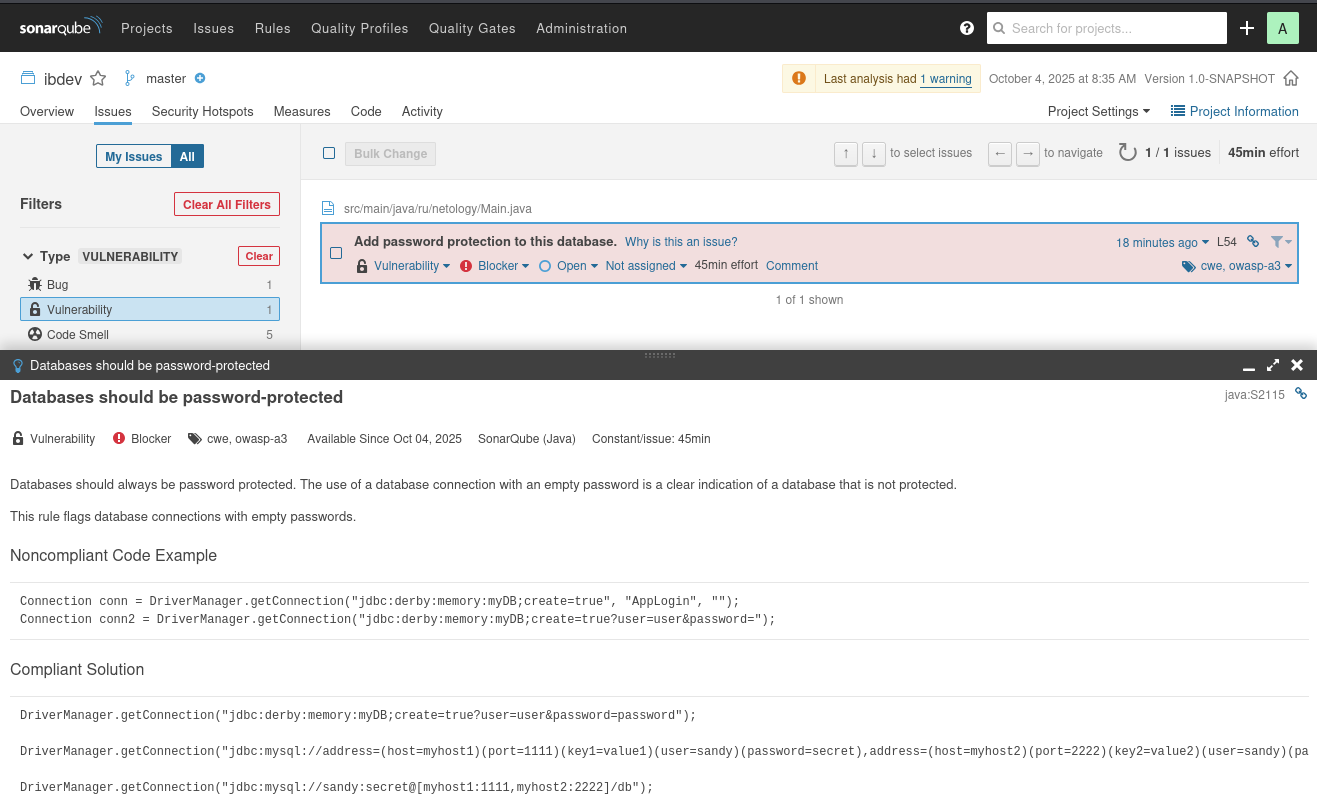 sonarqube Projects Issues Rules Quality Profiles Quality Gates Administration ? Search for projects... + A
ibdev master Last analysis had 1 warning October 4, 2025 at 8:35 AM Version 1.0-SNAPSHOT
Overview Issues Security Hotspots Measures Code Activity Project Settings Project Information
My Issues All Bulk Change ↑ ↓ to select issues ← → to navigate 1 / 1 issues 45min effort
Filters Clear All Filters
src/main/java/ru/netology/Main.java
Add password protection to this database. Why is this an issue? 18 minutes ago L54
Type VULNERABILITY Clear
Vulnerability Blocker Open Not assigned 45min effort Comment cwe, owasp-a3
Bug 1
1 of 1 shown
Vulnerability 1
Code Smell 5
Databases should be password-protected
Databases should be password-protected java:S2115
Vulnerability Blocker cwe, owasp-a3 Available Since Oct 04, 2025 SonarQube (Java) Constant/issue: 45min
Databases should always be password protected. The use of a database connection with an empty password is a clear indication of a database that is not protected.
This rule flags database connections with empty passwords.
Noncompliant Code Example
Connection conn = DriverManager.getConnection("jdbc:derby:memory:myDB;create=true", "AppLogin", "");
Connection conn2 = DriverManager.getConnection("jdbc:derby:memory:myDB;create=true?user=user&password=");
Compliant Solution
DriverManager.getConnection("jdbc:derby:memory:myDB;create=true?user=user&password=password");
DriverManager.getConnection("jdbc:mysql://address=(host=myhost1)(port=1111)(key1=value1)(user=sandy)(password=secret),address=(host=myhost2)(port=2222)(key2=value2)(user=sandy)(pa
DriverManager.getConnection("jdbc:mysql://sandy:secret@[myhost1:1111,myhost2:2222]/db");